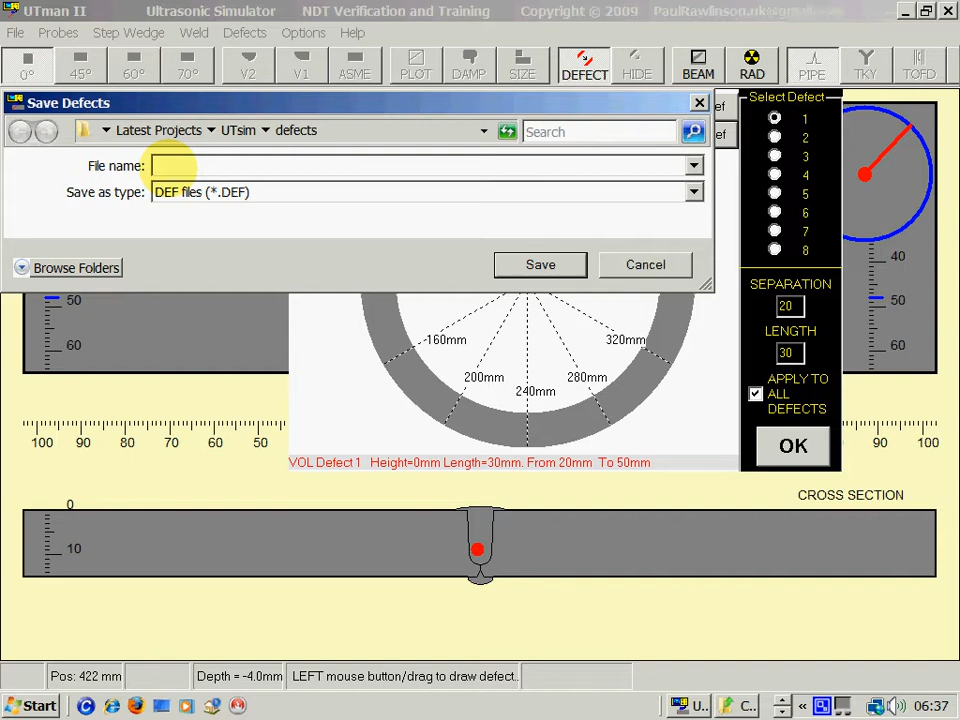 UTman II Ultrasonic Simulator NDT Verification and Training Copyright © 2009 PaulRawlinson.uk
File Probes Step Wedge Weld Defects Options Help
0° 45° 60° 70° V2 V1 ASME PLOT DAMP SIZE DEFECT HIDE BEAM RAD PIPE TKY TOFD
Save Defects
Latest Projects UTsim defects Search
File name:
Save as type: DEF files (*.DEF)
Browse Folders Save Cancel
ef
ef
Select Defect
1
2
3
4
5
6
7
8
SEPARATION
20
LENGTH
30
APPLY TO
ALL
DEFECTS
OK
40
50
60
50
60
160mm 320mm
200mm 280mm
240mm
100 90 80 70 60 50 90 100
VOL Defect 1 Height=0mm Length=30mm. From 20mm To 50mm
CROSS SECTION
0
10
Pos: 422 mm Depth = -4.0mm LEFT mouse button/drag to draw defect..
Start U.. C.. 06:37